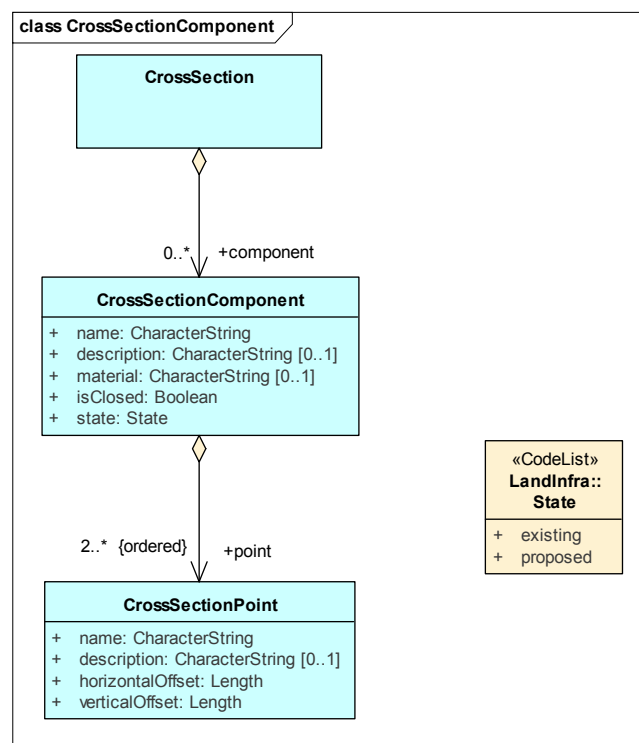 class CrossSectionComponent
CrossSection
0..* +component
CrossSectionComponent
+ name: CharacterString
+ description: CharacterString [0..1]
+ material: CharacterString [0..1]
+ isClosed: Boolean
+ state: State
«CodeList»
LandInfra::
State
+ existing
+ proposed
2..* {ordered} +point
CrossSectionPoint
+ name: CharacterString
+ description: CharacterString [0..1]
+ horizontalOffset: Length
+ verticalOffset: Length